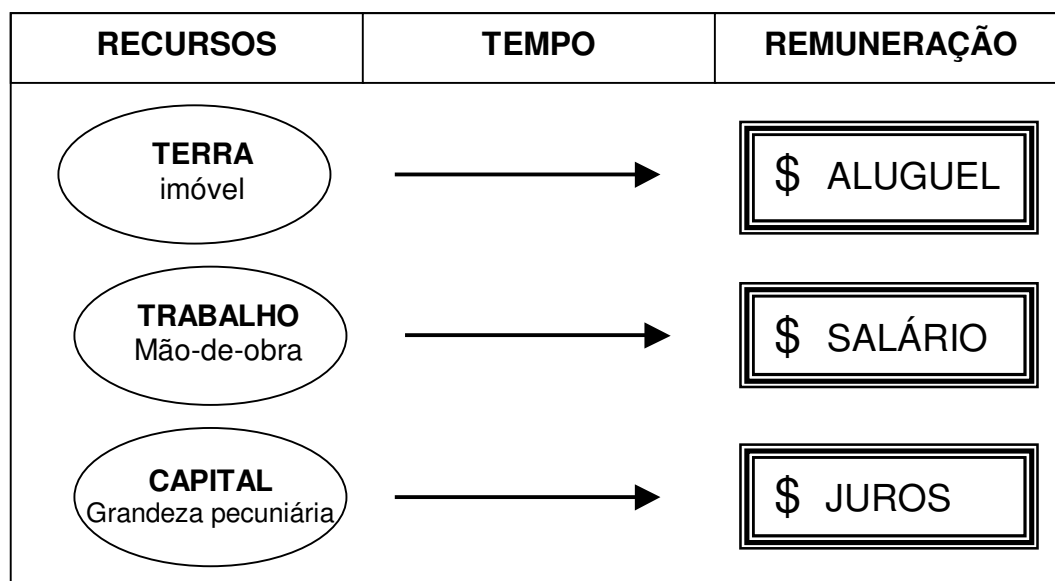 RECURSOS TEMPO REMUNERAÇÃO
TERRA
imóvel
$ ALUGUEL
TRABALHO
Mão-de-obra
$ SALÁRIO
CAPITAL
Grandeza pecuniária
$ JUROS